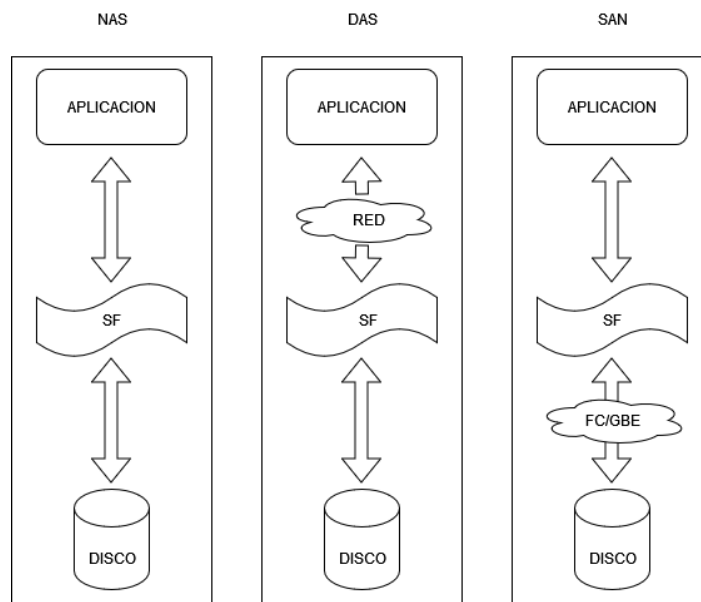 NAS
DAS
SAN
APLICACION
APLICACION
APLICACION
RED
SF
SF
SF
FC/GBE
DISCO
DISCO
DISCO